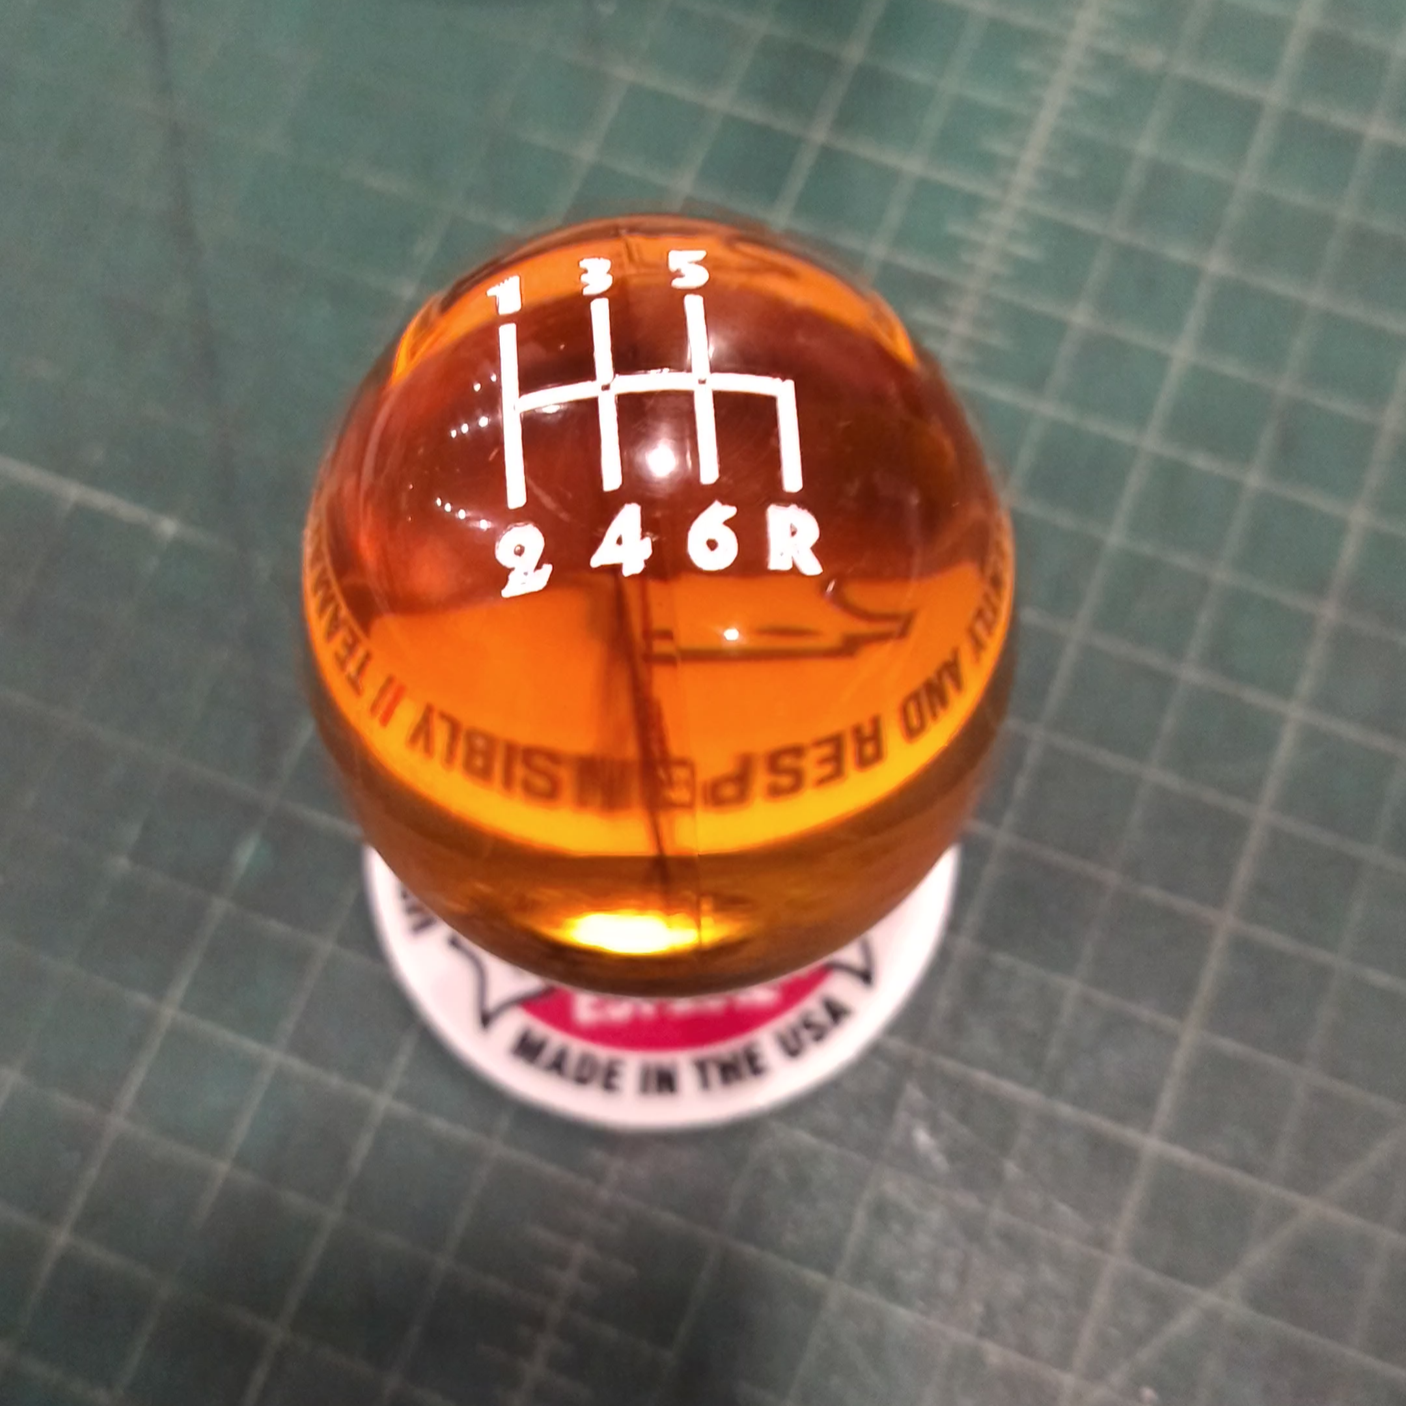 1 3 5
2 4 6 R
AND RESPONSIBLY ||
MADE IN THE USA